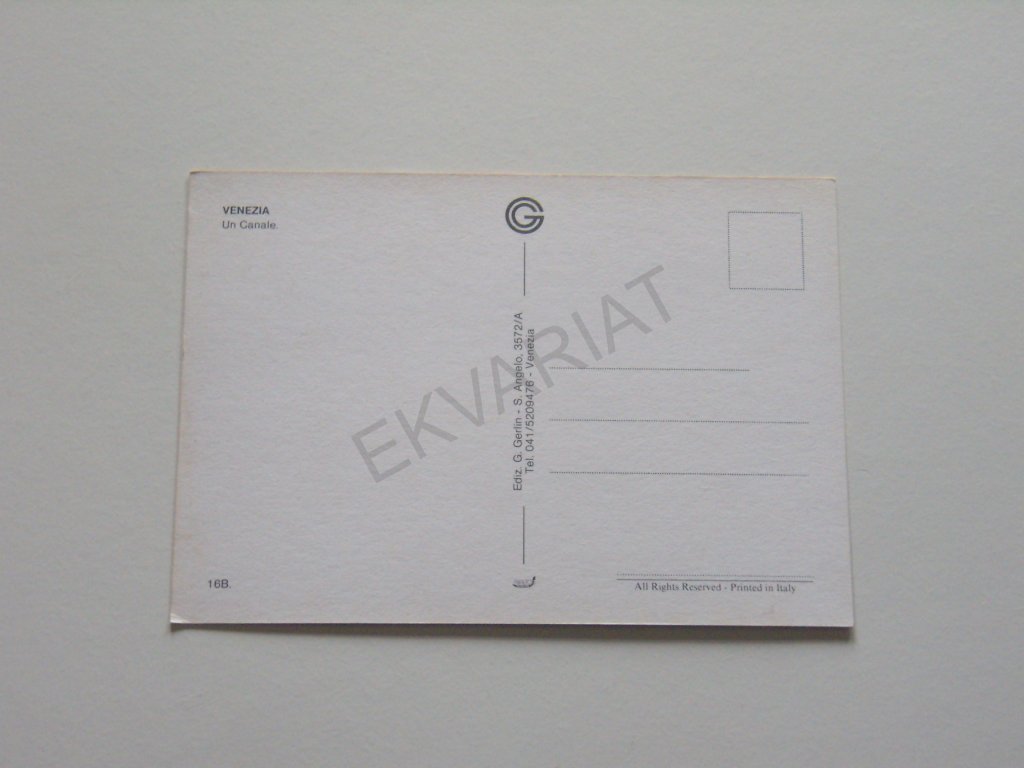 VENEZIA
Un Canale.
G
Ediz. G. Gerlin - S. Angelo, 3572/A
Tel. 041/5209476 - Venezia
EKVARIAT
16B.
All Rights Reserved - Printed in Italy